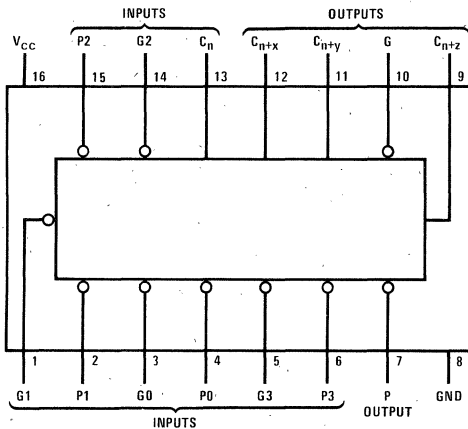 INPUTS OUTPUTS
VCC P2 G2 Cn Cn+x Cn+y G Cn+z
16 15 14 13 12 11 10 9
1 2 3 4 5 6 7 8
G1 P1 G0 P0 G3 P3 P GND
INPUTS OUTPUT